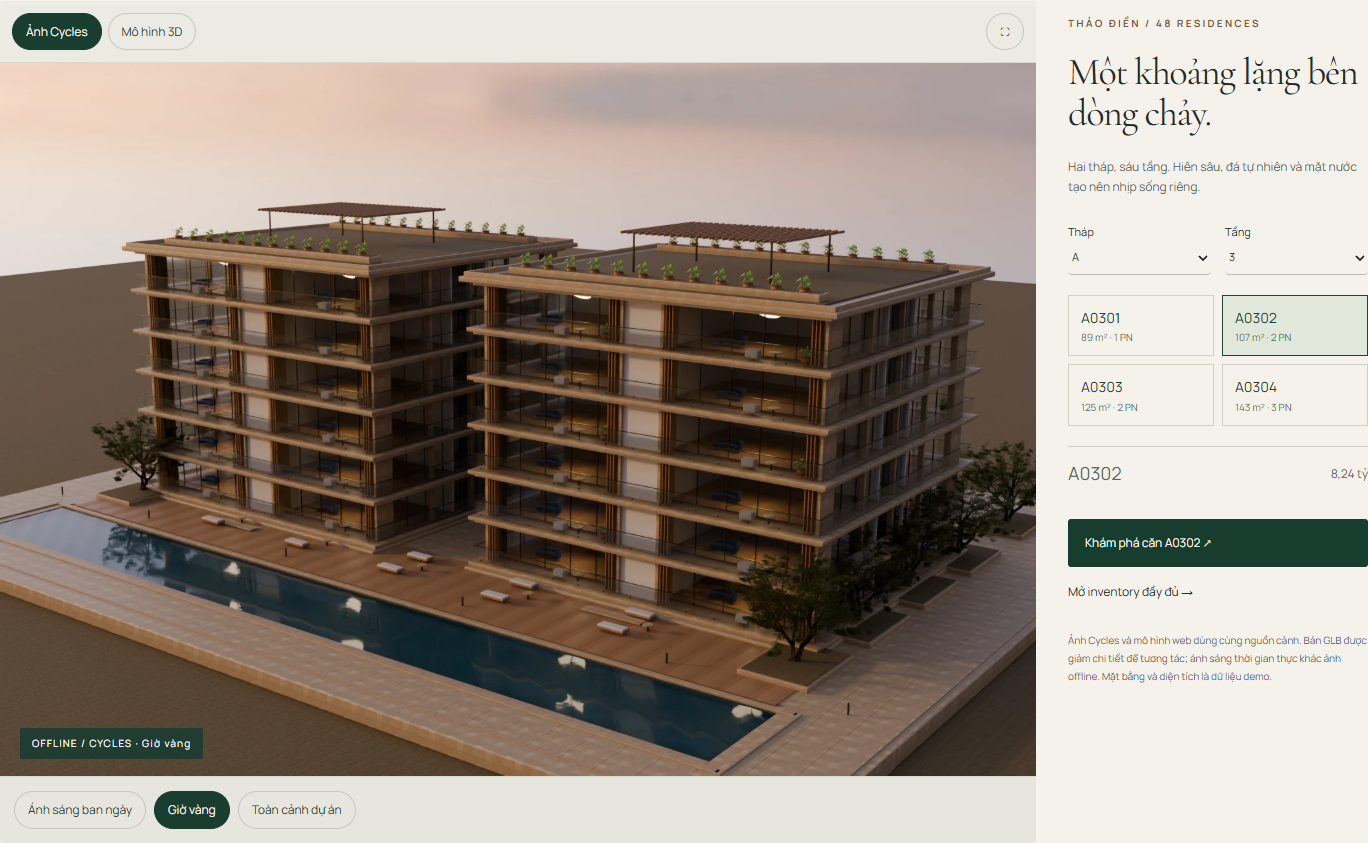 Ảnh Cycles
Mô hình 3D
THẢO ĐIỀN / 48 RESIDENCES
Một khoảng lặng bên
dòng chảy.
Hai tháp, sáu tầng. Hiên sâu, đá tự nhiên và mặt nước
tạo nên nhịp sống riêng.
Tháp
Tầng
A
3
A0301
89 m² · 1 PN
A0302
107 m² · 2 PN
A0303
125 m² · 2 PN
A0304
143 m² · 3 PN
A0302
8,24 tỷ
Khám phá căn A0302 ↗
Mở inventory đầy đủ →
Ảnh Cycles và mô hình web dùng cùng nguồn cảnh. Bản GLB được
giảm chi tiết để tương tác; ánh sáng thời gian thực khác ảnh
offline. Mặt bằng và diện tích là dữ liệu demo.
OFFLINE / CYCLES · Giờ vàng
Ánh sáng ban ngày
Giờ vàng
Toàn cảnh dự án